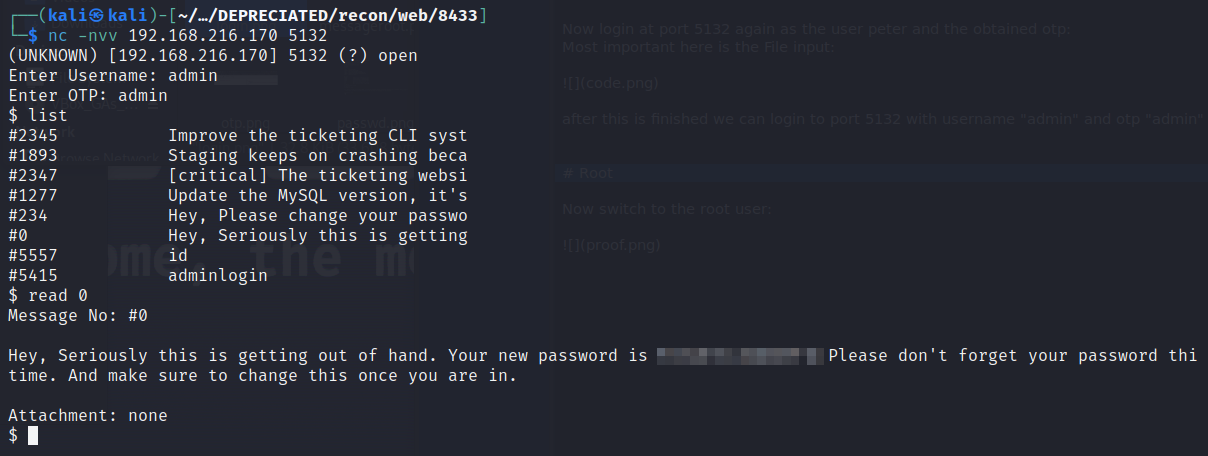 ┌──(kali㉿kali)-[~/…/DEPRECIATED/recon/web/8433]
└─$ nc -nvv 192.168.216.170 5132
(UNKNOWN) [192.168.216.170] 5132 (?) open
Enter Username: admin
Enter OTP: admin
$ list
#2345 Improve the ticketing CLI syst
#1893 Staging keeps on crashing beca
#2347 [critical] The ticketing websi
#1277 Update the MySQL version, it's
#234 Hey, Please change your passwo
#0 Hey, Seriously this is getting
#5557 id
#5415 adminlogin
$ read 0
Message No: #0
Hey, Seriously this is getting out of hand. Your new password is Please don't forget your password thi
time. And make sure to change this once you are in.
Attachment: none
$
Now login at port 5132 again as the user peter and the obtained otp:
Most important here is the File input:
![](code.png)
after this is finished we can login to port 5132 with username "admin" and otp "admin"
# Root
Now switch to the root user:
![](proof.png)
otp.png
passwd.png
ome, the m